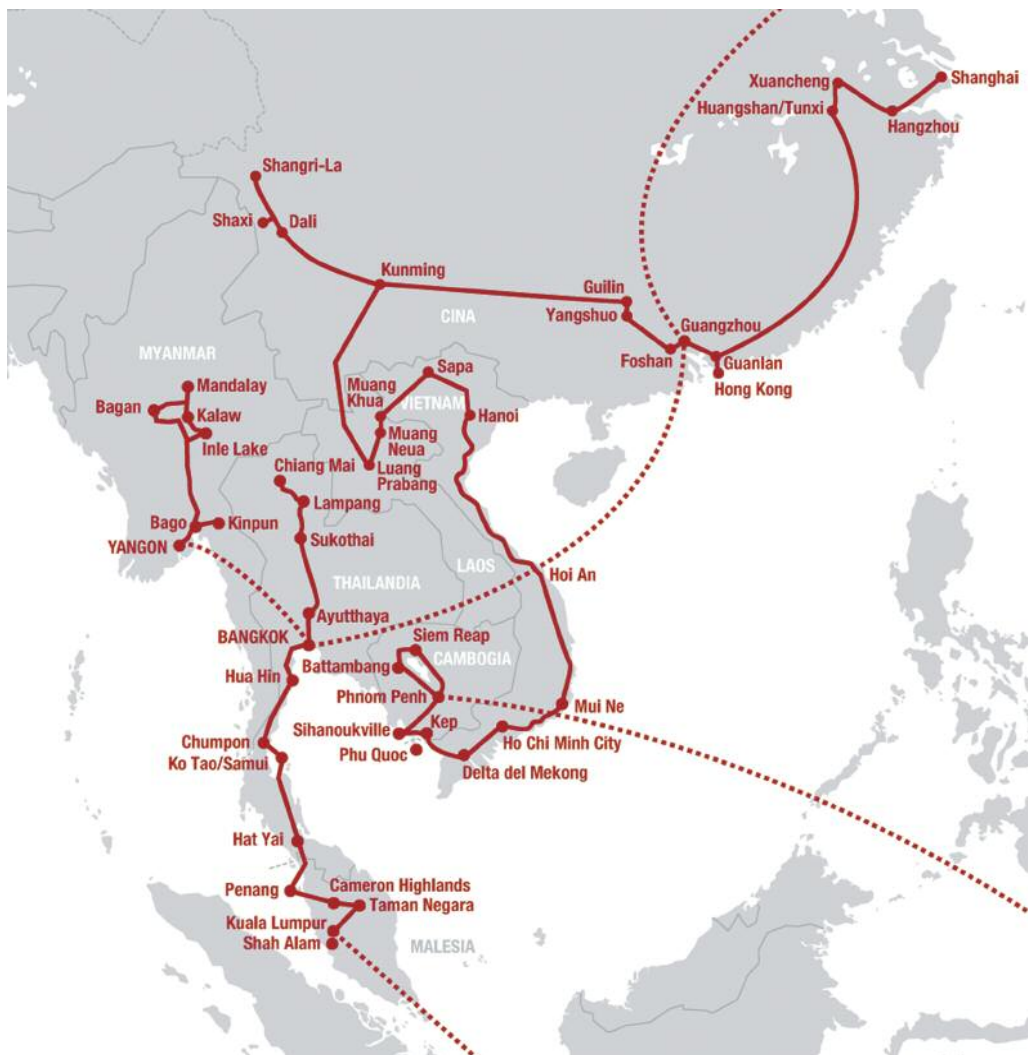 Xuancheng
Shanghai
Huangshan/Tunxi
Hangzhou
Shangri-La
Shaxi
Dali
Kunming
Guilin
CINA
Yangshuo
Guangzhou
Foshan
Guanlan
Hong Kong
MYANMAR
Mandalay
Bagan
Kalaw
Inle Lake
Sapa
Muang
Khua
VIETNAM
Hanoi
Muang
Neua
Luang
Prabang
Chiang Mai
Lampang
Bago
Kinpun
YANGON
Sukothai
LAOS
Hoi An
THAILANDIA
Ayutthaya
BANGKOK
Siem Reap
CAMBOGIA
Battambang
Hua Hin
Phnom Penh
Mui Ne
Sihanoukville
Kep
Ho Chi Minh City
Phu Quoc
Delta del Mekong
Chumpon
Ko Tao/Samui
Hat Yai
Penang
Cameron Highlands
Taman Negara
Kuala Lumpur
Shah Alam
MALESIA